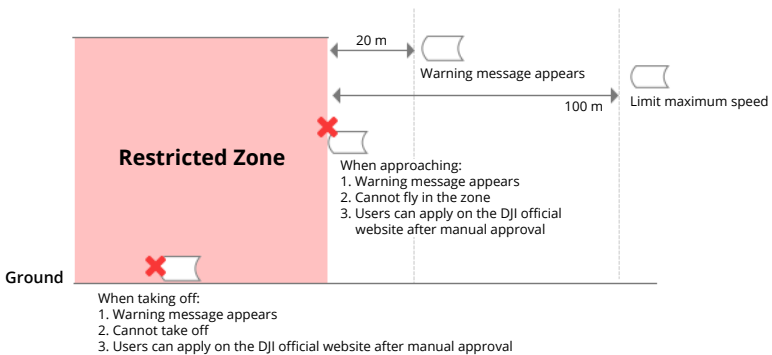 20 m
Warning message appears
100 m
Limit maximum speed
Restricted Zone
When approaching:
1. Warning message appears
2. Cannot fly in the zone
3. Users can apply on the DJI official
website after manual approval
Ground
When taking off:
1. Warning message appears
2. Cannot take off
3. Users can apply on the DJI official website after manual approval